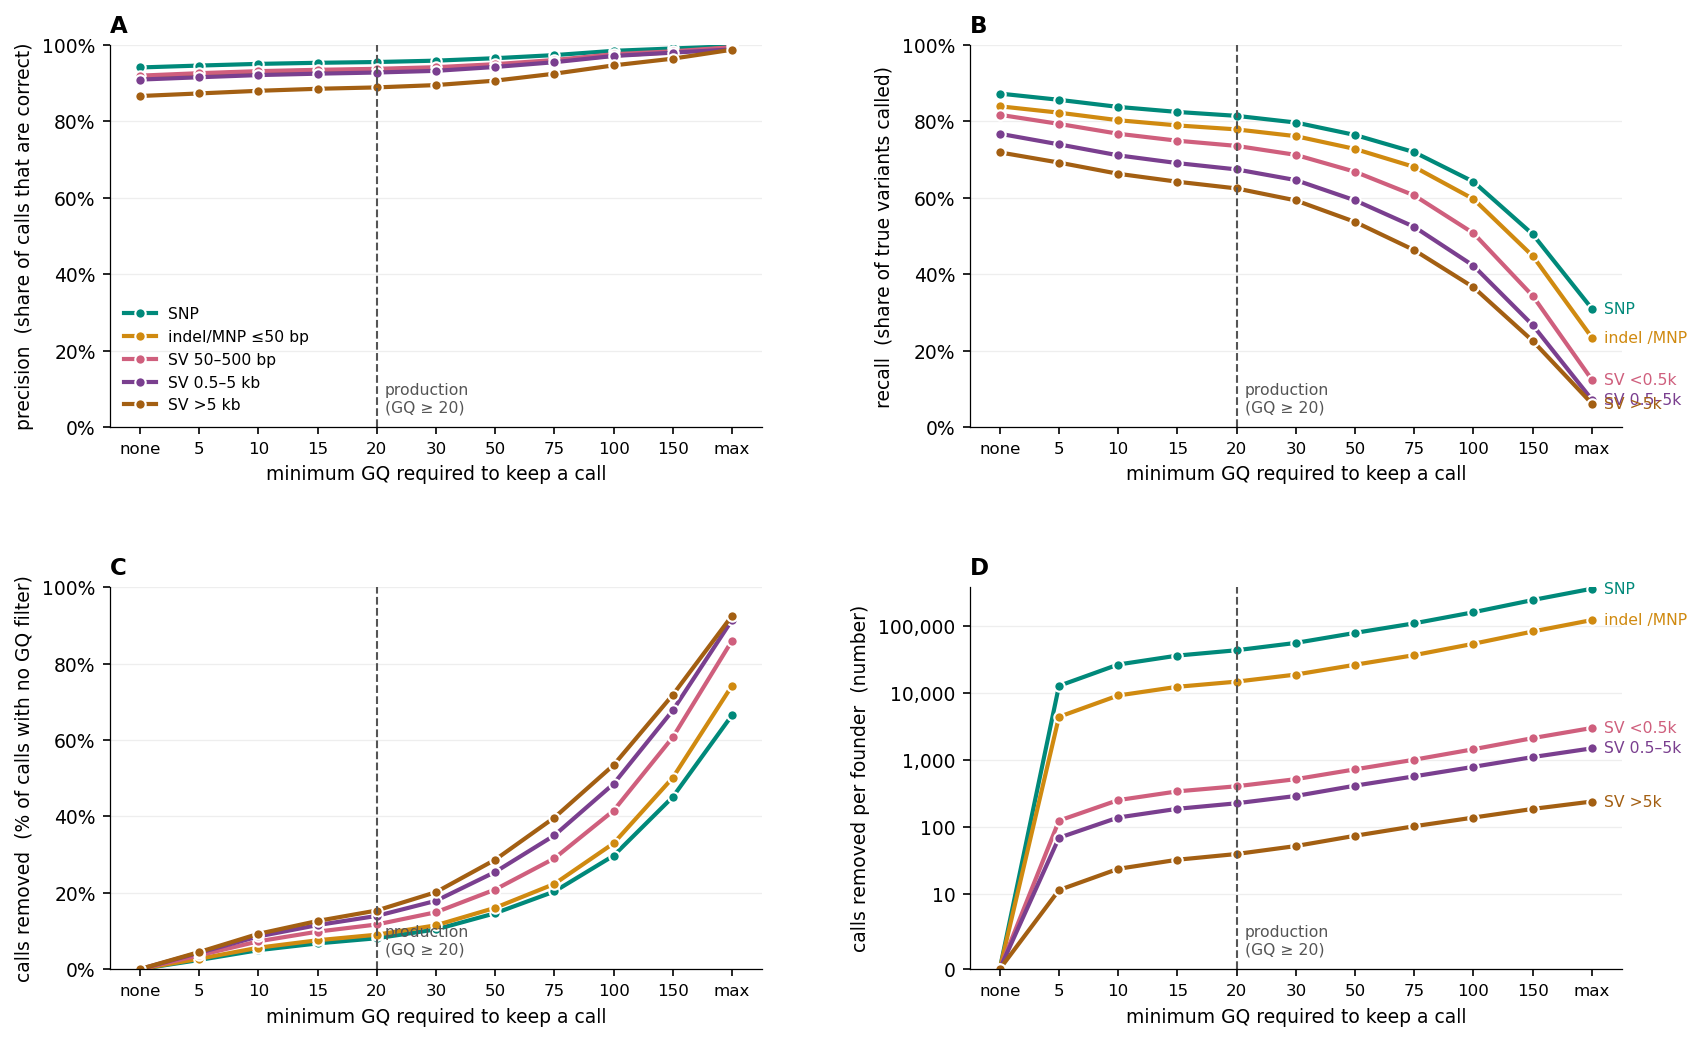 A
precision (share of calls that are correct)
100%
80%
60%
40%
20%
0%
SNP
indel/MNP ≤50 bp
SV 50–500 bp
SV 0.5–5 kb
SV >5 kb
production
(GQ ≥ 20)
none 5 10 15 20 30 50 75 100 150 max
minimum GQ required to keep a call
B
recall (share of true variants called)
100%
80%
60%
40%
20%
0%
production
(GQ ≥ 20)
SNP
indel /MNP
SV <0.5k
SV 0.5–5k
SV >5k
none 5 10 15 20 30 50 75 100 150 max
minimum GQ required to keep a call
C
calls removed (% of calls with no GQ filter)
100%
80%
60%
40%
20%
0%
production
(GQ ≥ 20)
none 5 10 15 20 30 50 75 100 150 max
minimum GQ required to keep a call
D
calls removed per founder (number)
100,000
10,000
1,000
100
10
0
production
(GQ ≥ 20)
SNP
indel /MNP
SV <0.5k
SV 0.5–5k
SV >5k
none 5 10 15 20 30 50 75 100 150 max
minimum GQ required to keep a call